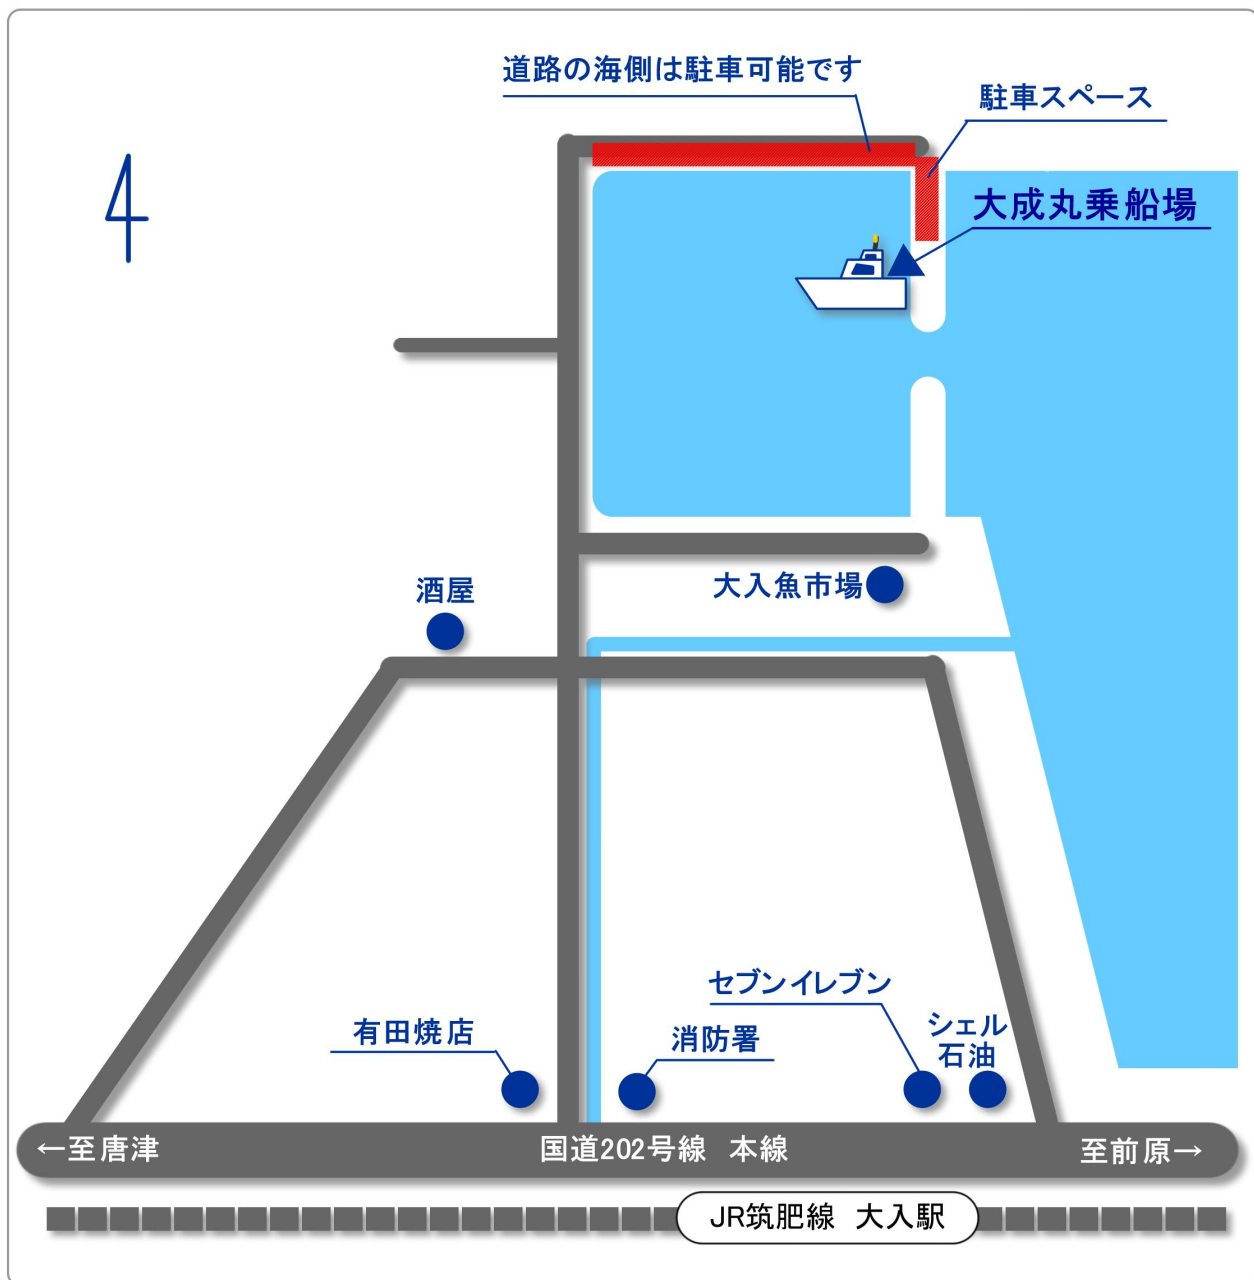 道路の海側は駐車可能です
駐車スペース
大成丸乗船場
酒屋
大入魚市場
セブンイレブン
シェル
石油
有田焼店
消防署
←至唐津
国道202号線 本線
至前原→
JR筑肥線 大入駅